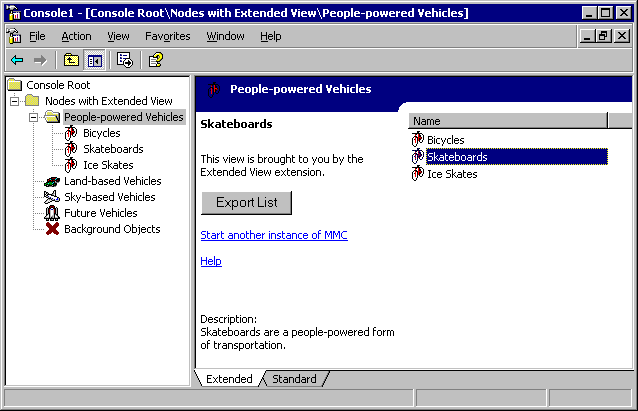 Console1 - [Console Root\Nodes with Extended View\People-powered Vehicles]
File Action View Favorites Window Help
Console Root
Nodes with Extended View
People-powered Vehicles
Bicycles
Skateboards
Ice Skates
Land-based Vehicles
Sky-based Vehicles
Future Vehicles
Background Objects
People-powered Vehicles
Skateboards
This view is brought to you by the
Extended View extension.
Export List
Start another instance of MMC
Help
Description:
Skateboards are a people-powered form
of transportation.
Name
Bicycles
Skateboards
Ice Skates
Extended Standard